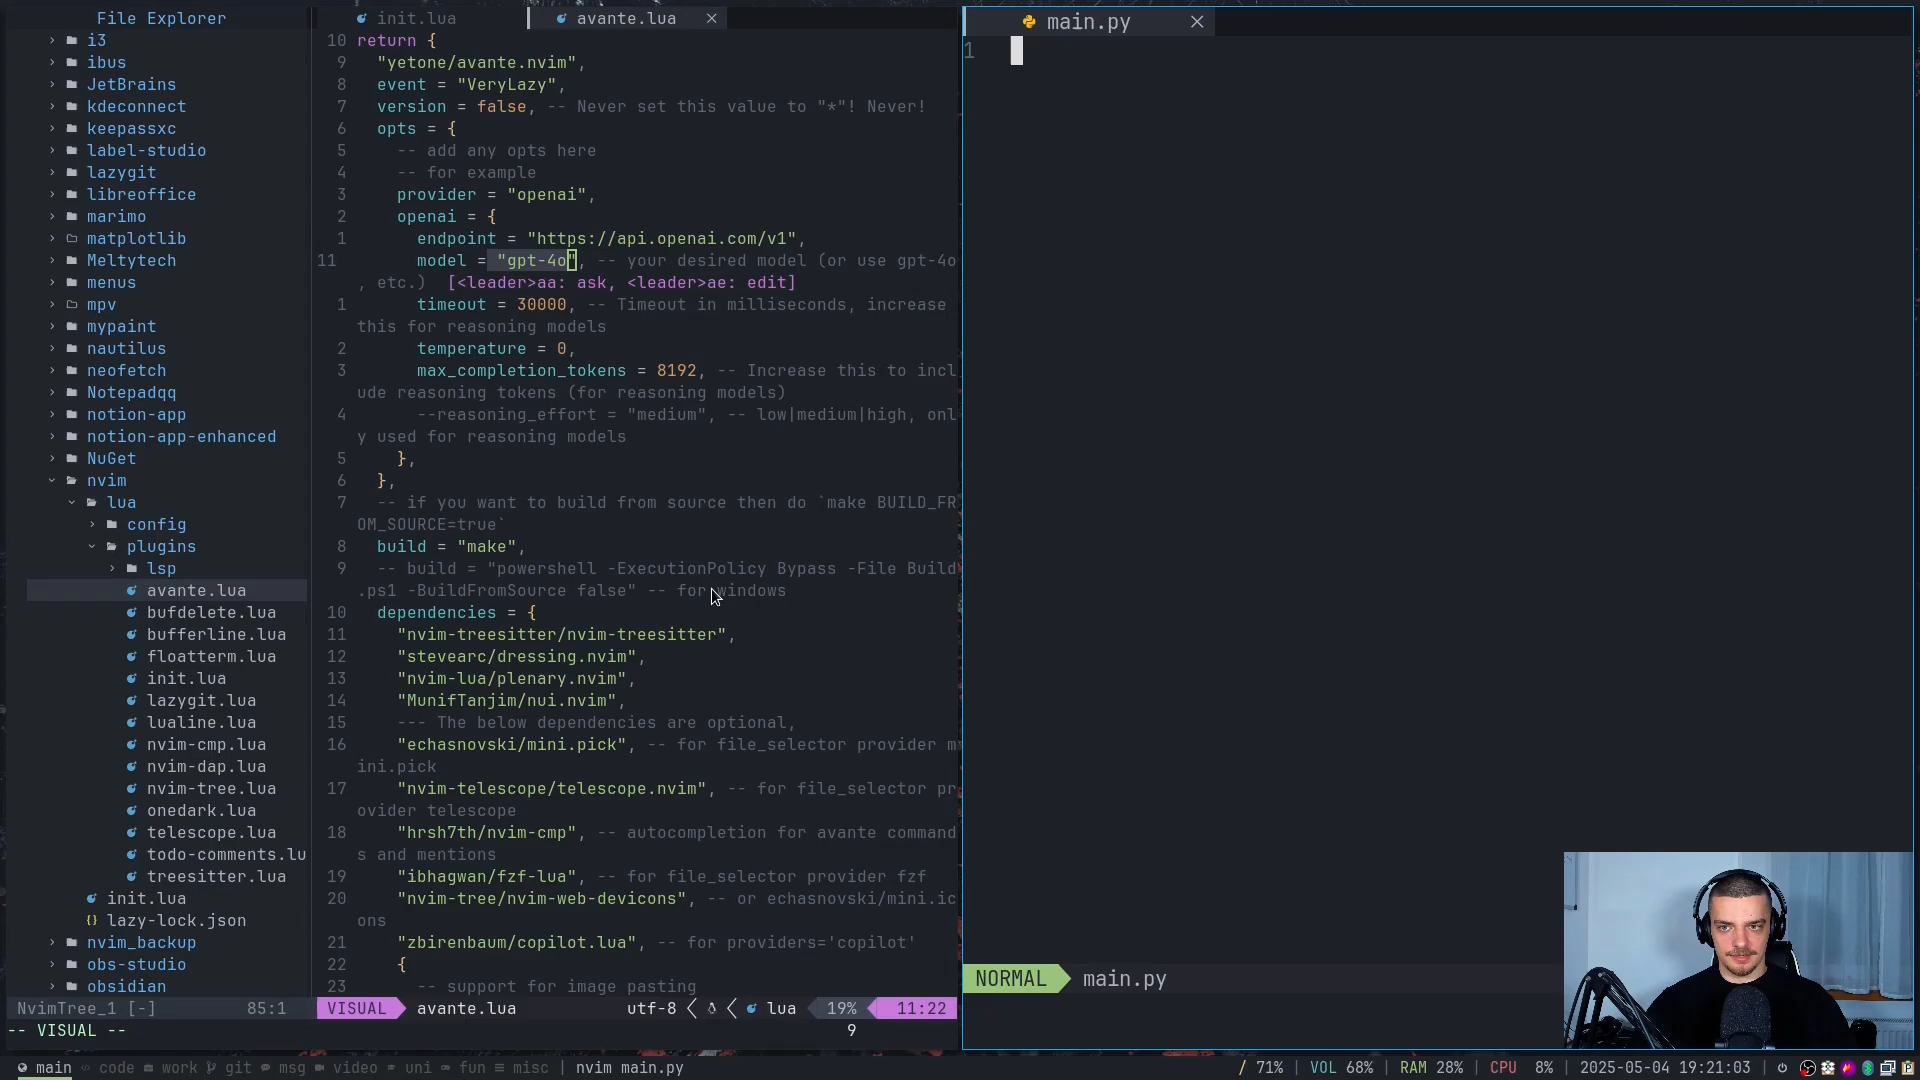 File Explorer
i3
ibus
JetBrains
kdeconnect
keepassxc
label-studio
lazygit
libreoffice
marimo
matplotlib
Meltytech
menus
mpv
mypaint
nautilus
neofetch
Notepadqq
notion-app
notion-app-enhanced
NuGet
nvim
lua
config
plugins
lsp
avante.lua
bufdelete.lua
bufferline.lua
floatterm.lua
init.lua
lazygit.lua
lualine.lua
nvim-cmp.lua
nvim-dap.lua
nvim-tree.lua
onedark.lua
telescope.lua
todo-comments.lu
treesitter.lua
init.lua
{} lazy-lock.json
nvim_backup
obs-studio
obsidian
NvimTree_1 [-] 85:1
init.lua avante.lua
10 return {
9 "yetone/avante.nvim",
8 event = "VeryLazy",
7 version = false, -- Never set this value to "*"! Never!
6 opts = {
5 -- add any opts here
4 -- for example
3 provider = "openai",
2 openai = {
1 endpoint = "https://api.openai.com/v1",
11 model = "gpt-4o", -- your desired model (or use gpt-4o
, etc.) [<leader>aa: ask, <leader>ae: edit]
1 timeout = 30000, -- Timeout in milliseconds, increase
this for reasoning models
2 temperature = 0,
3 max_completion_tokens = 8192, -- Increase this to incl
ude reasoning tokens (for reasoning models)
4 --reasoning_effort = "medium", -- low|medium|high, onl
y used for reasoning models
5 },
6 },
7 -- if you want to build from source then do `make BUILD_FR
OM_SOURCE=true`
8 build = "make",
9 -- build = "powershell -ExecutionPolicy Bypass -File Build
.ps1 -BuildFromSource false" -- for windows
10 dependencies = {
11 "nvim-treesitter/nvim-treesitter",
12 "stevearc/dressing.nvim",
13 "nvim-lua/plenary.nvim",
14 "MunifTanjim/nui.nvim",
15 --- The below dependencies are optional,
16 "echasnovski/mini.pick", -- for file_selector provider m
ini.pick
17 "nvim-telescope/telescope.nvim", -- for file_selector pr
ovider telescope
18 "hrsh7th/nvim-cmp", -- autocompletion for avante command
s and mentions
19 "ibhagwan/fzf-lua", -- for file_selector provider fzf
20 "nvim-tree/nvim-web-devicons", -- or echasnovski/mini.ic
ons
21 "zbirenbaum/copilot.lua", -- for providers='copilot'
22 {
23 -- support for image pasting
VISUAL avante.lua utf-8 lua 19% 11:22
-- VISUAL -- 9
main.py
1
NORMAL main.py
main code work git msg video uni fun misc | nvim main.py / 71% | VOL 68% | RAM 28% | CPU 8% | 2025-05-04 19:21:03 |